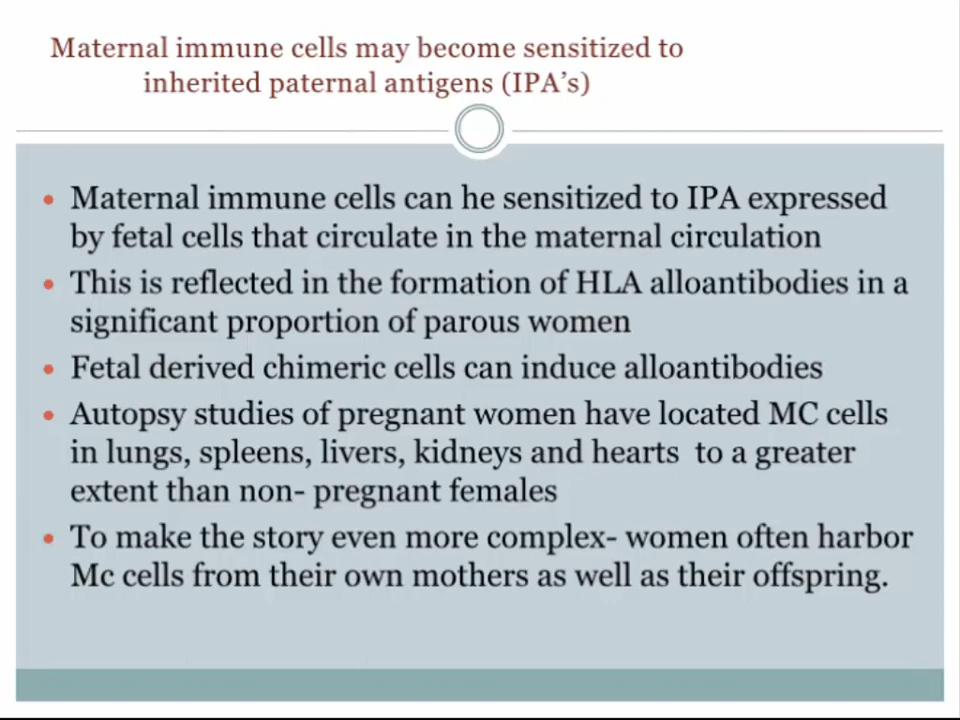 Maternal immune cells may become sensitized to
inherited paternal antigens (IPA’s)
• Maternal immune cells can he sensitized to IPA expressed
by fetal cells that circulate in the maternal circulation
• This is reflected in the formation of HLA alloantibodies in a
significant proportion of parous women
• Fetal derived chimeric cells can induce alloantibodies
• Autopsy studies of pregnant women have located MC cells
in lungs, spleens, livers, kidneys and hearts  to a greater
extent than non- pregnant females
• To make the story even more complex- women often harbor
Mc cells from their own mothers as well as their offspring.